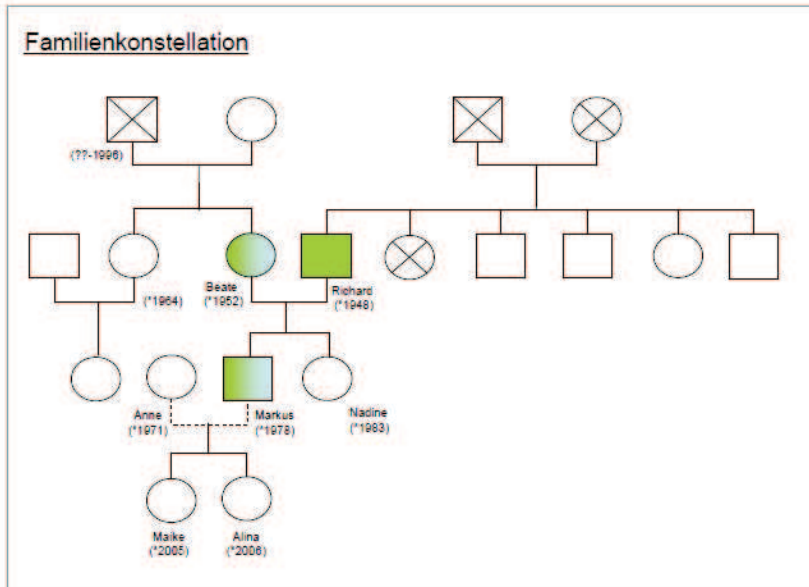 Familienkonstellation
(??-1996)
(*1964)
Beate
(*1952)
Richard
(*1948)
Anne
(*1971)
Markus
(*1978)
Nadine
(*1983)
Maike
(*2005)
Alina
(*2006)